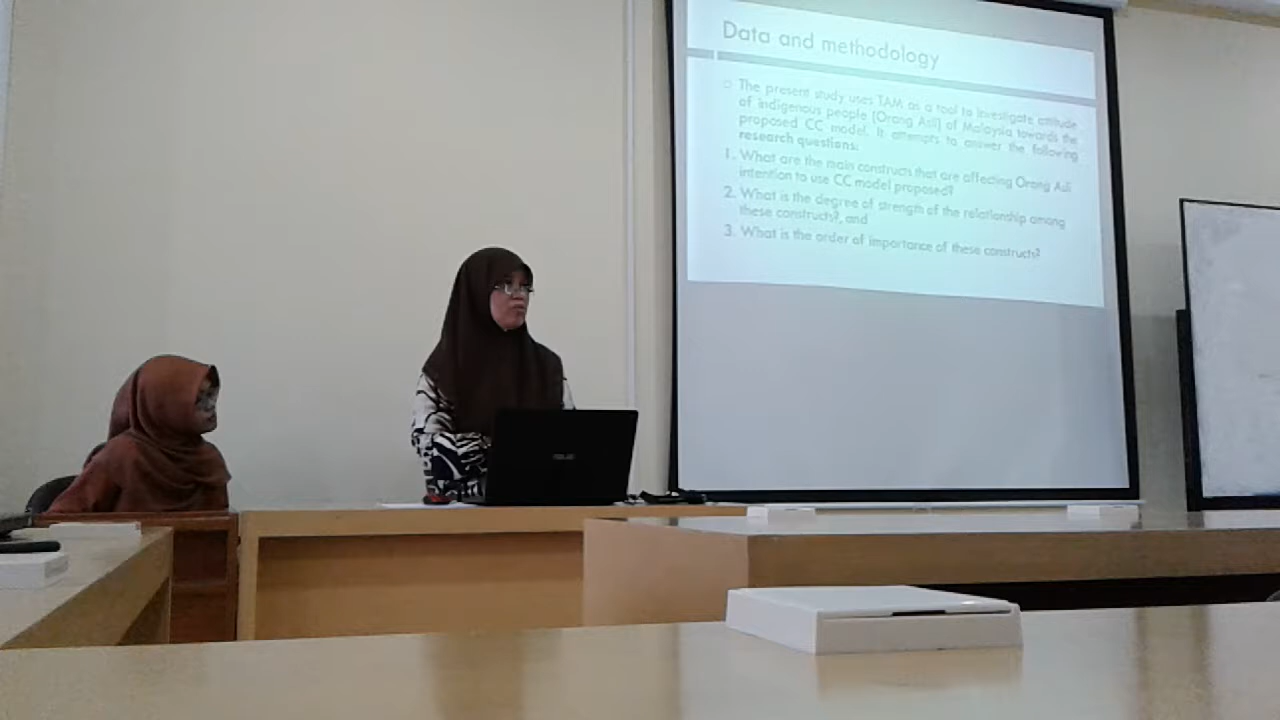 Data and methodology
The present study uses TAM as a tool to investigate attitude
of indigenous people (Orang Asli) of Malaysia towards the
proposed CC model. It attempts to answer the following
research questions:
1. What are the main constructs that are affecting Orang Asli
intention to use CC model proposed?
2. What is the degree of strength of the relationship among
these constructs?, and
3. What is the order of importance of these constructs?
ASUS